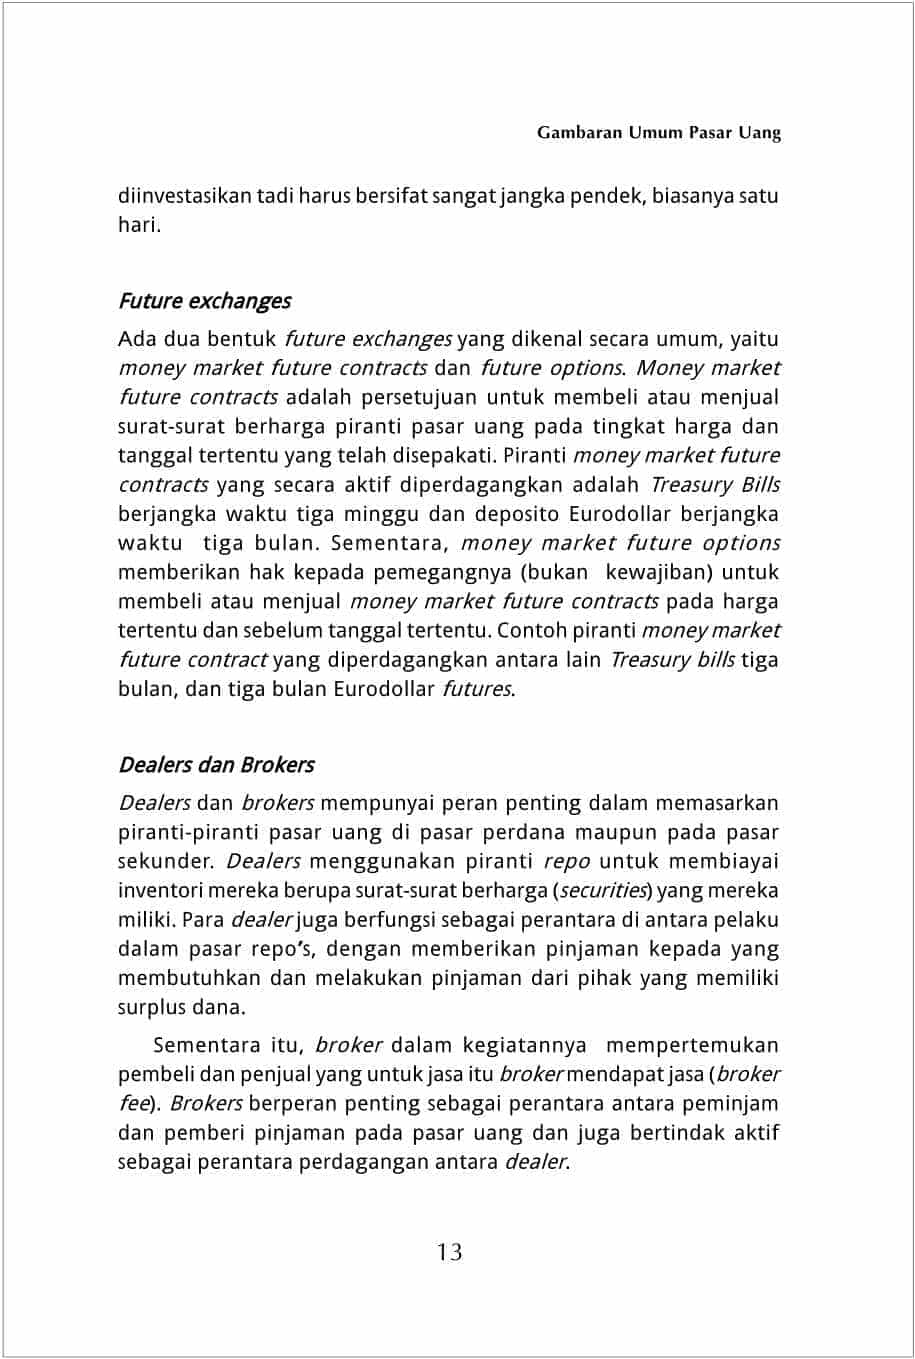 Gambaran Umum Pasar Uang
diinvestasikan tadi harus bersifat sangat jangka pendek, biasanya satu
hari.
Future exchanges
Ada dua bentuk future exchanges yang dikenal secara umum, yaitu
money market future contracts dan future options. Money market
future contracts adalah persetujuan untuk membeli atau menjual
surat-surat berharga piranti pasar uang pada tingkat harga dan
tanggal tertentu yang telah disepakati. Piranti money market future
contracts yang secara aktif diperdagangkan adalah Treasury Bills
berjangka waktu tiga minggu dan deposito Eurodollar berjangka
waktu tiga bulan. Sementara, money market future options
memberikan hak kepada pemegangnya (bukan kewajiban) untuk
membeli atau menjual money market future contracts pada harga
tertentu dan sebelum tanggal tertentu. Contoh piranti money market
future contract yang diperdagangkan antara lain Treasury bills tiga
bulan, dan tiga bulan Eurodollar futures.
Dealers dan Brokers
Dealers dan brokers mempunyai peran penting dalam memasarkan
piranti-piranti pasar uang di pasar perdana maupun pada pasar
sekunder. Dealers menggunakan piranti repo untuk membiayai
inventori mereka berupa surat-surat berharga (securities) yang mereka
miliki. Para dealer juga berfungsi sebagai perantara di antara pelaku
dalam pasar repo’s, dengan memberikan pinjaman kepada yang
membutuhkan dan melakukan pinjaman dari pihak yang memiliki
surplus dana.
Sementara itu, broker dalam kegiatannya mempertemukan
pembeli dan penjual yang untuk jasa itu broker mendapat jasa (broker
fee). Brokers berperan penting sebagai perantara antara peminjam
dan pemberi pinjaman pada pasar uang dan juga bertindak aktif
sebagai perantara perdagangan antara dealer.
13